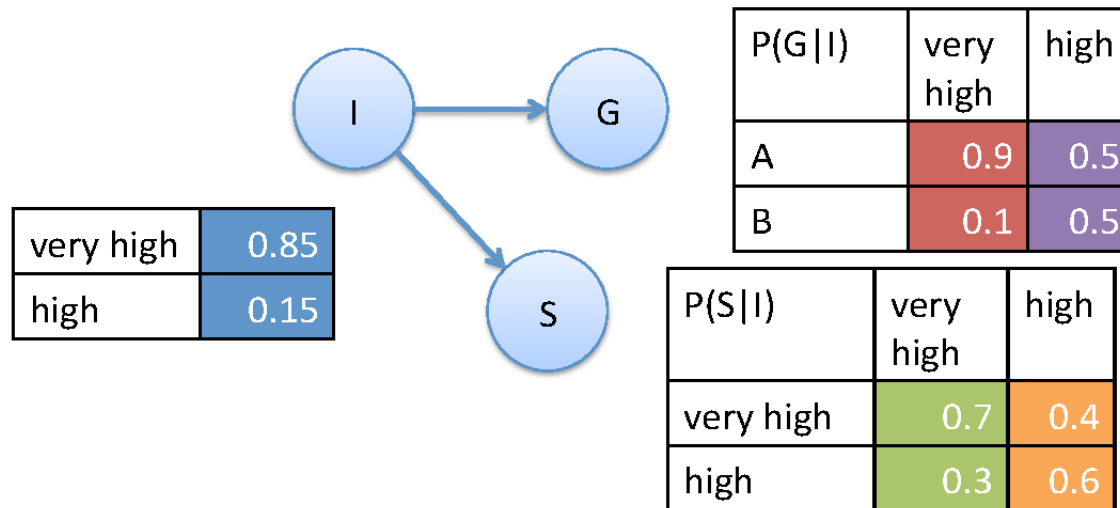 I
G
S
very high 0.85
high 0.15
P(G|I) very high high
A 0.9 0.5
B 0.1 0.5
P(S|I) very high high
very high 0.7 0.4
high 0.3 0.6